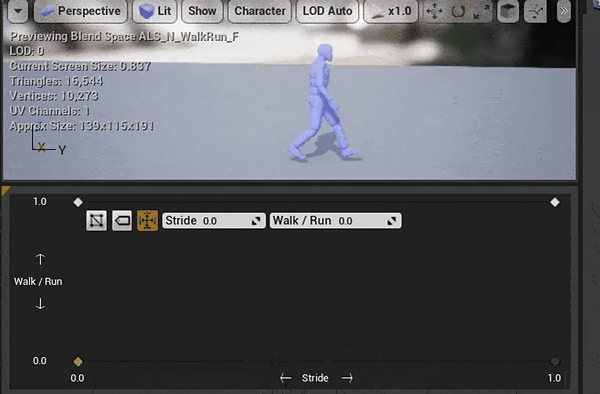 Perspective Lit Show Character LOD Auto x1.0
Previewing Blend Space ALS_N_WalkRun_F
LOD: 0
Current Screen Size: 0.837
Triangles: 16,544
Vertices: 10,273
UV Channels: 1
Approx Size: 139x115x191
X Y
1.0
Stride 0.0 Walk / Run 0.0
Walk / Run
0.0
0.0 Stride 1.0